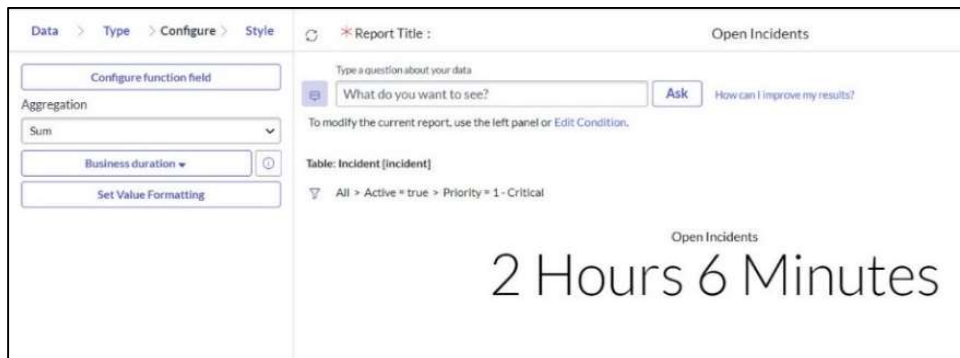 Data > Type > Configure > Style
Configure function field
Aggregation
Sum
Business duration
Set Value Formatting
* Report Title : Open Incidents
Type a question about your data
What do you want to see? Ask How can I improve my results?
To modify the current report, use the left panel or Edit Condition.
Table: Incident [incident]
All > Active = true > Priority = 1 - Critical
Open Incidents
2 Hours 6 Minutes